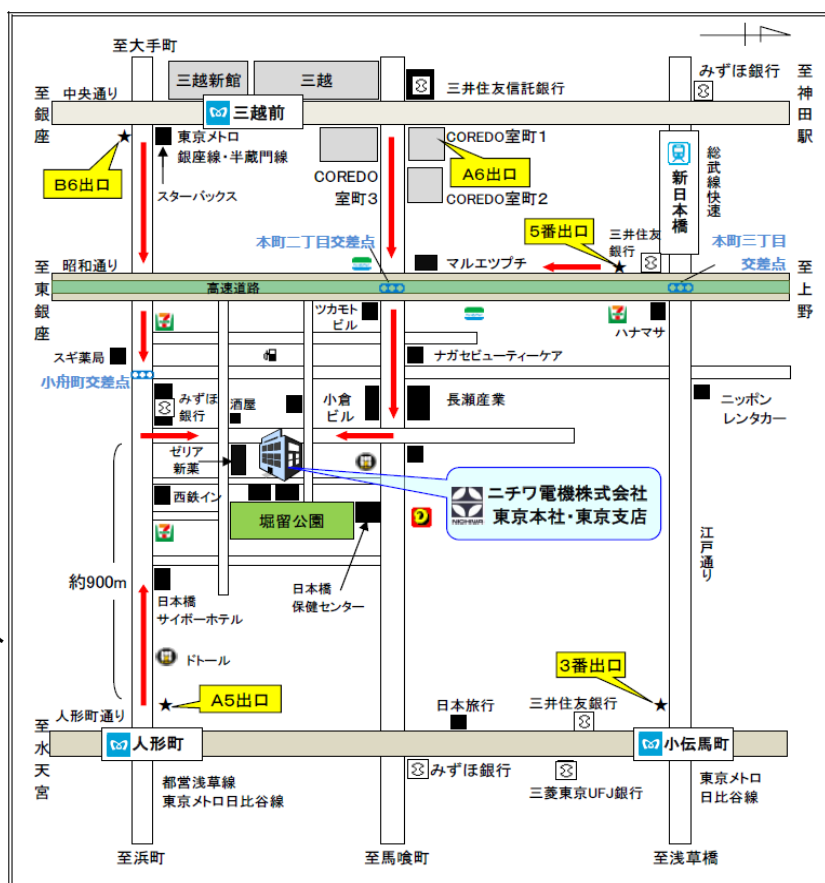 至大手町
みずほ銀行
至神田駅
至銀座
中央通り
三越新館
三越
三井住友信託銀行
三越前
B6出口
東京メトロ
銀座線・半蔵門線
スターバックス
COREDO
室町3
COREDO室町1
A6出口
COREDO室町2
新日本橋
総武線快速
本町二丁目交差点
5番出口
三井住友
銀行
本町三丁目
交差点
至東銀座
昭和通り
マルエツプチ
至上野
高速道路
7
ツカモト
ビル
7
ハナマサ
スギ薬局
ナガセビューティーケア
小舟町交差点
みずほ
銀行
酒屋
小倉
ビル
長瀬産業
ニッポン
レンタカー
ゼリア
新薬
西鉄イン
ニチワ電機株式会社
東京本社・東京支店
NICHIWA
堀留公園
7
江戸通り
約900m
日本橋
サイボーホテル
日本橋
保健センター
ドトール
A5出口
3番出口
人形町通り
日本旅行
三井住友銀行
至水天宮
人形町
小伝馬町
みずほ銀行
三菱東京UFJ銀行
都営浅草線
東京メトロ日比谷線
東京メトロ
日比谷線
至浜町
至馬喰町
至浅草橋